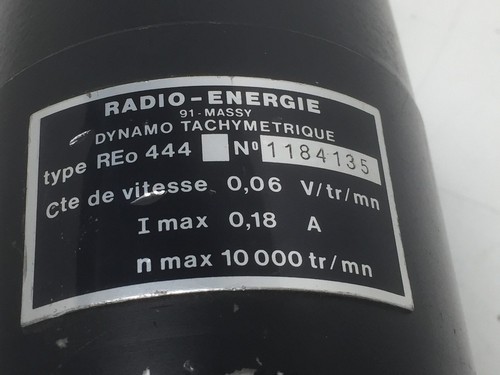 RADIO-ENERGIE
91-MASSY
DYNAMO TACHYMETRIQUE
type REo 444 Nº 1184135
Cte de vitesse 0,06 V/tr/mn
I max 0,18 A
n max 10 000 tr/mn